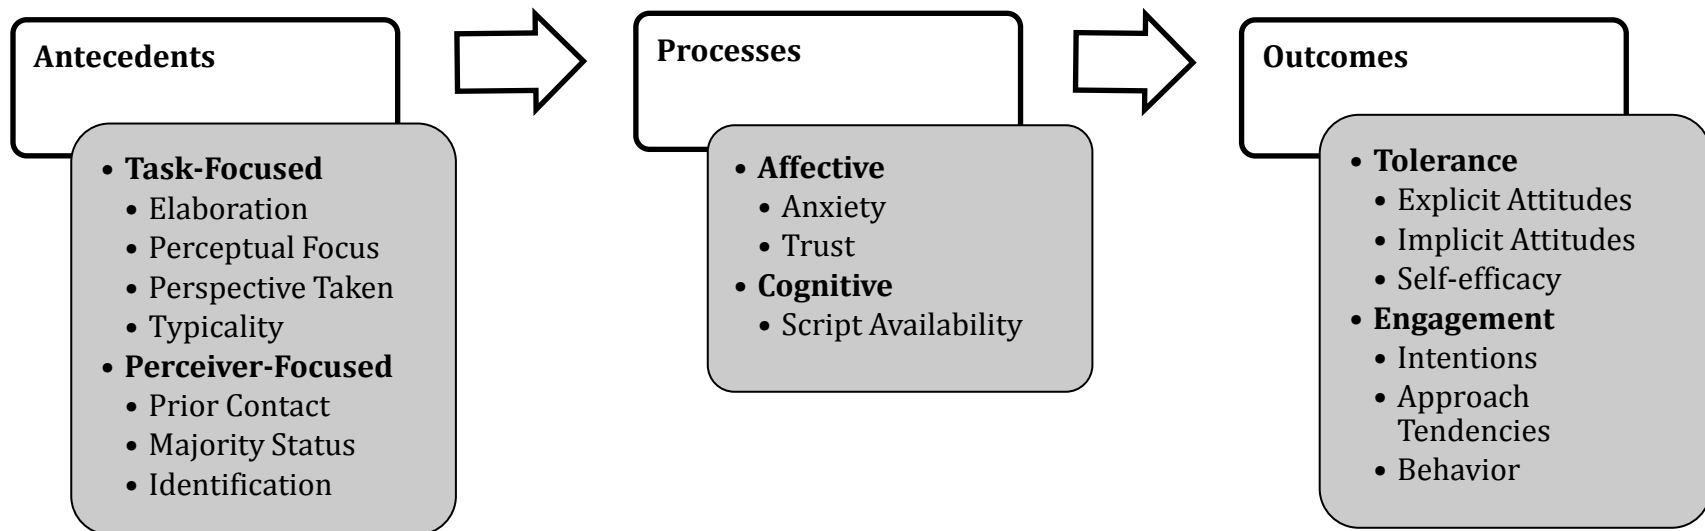 Antecedents
• Task-Focused
• Elaboration
• Perceptual Focus
• Perspective Taken
• Typicality
• Perceiver-Focused
• Prior Contact
• Majority Status
• Identification
Processes
• Affective
• Anxiety
• Trust
• Cognitive
• Script Availability
Outcomes
• Tolerance
• Explicit Attitudes
• Implicit Attitudes
• Self-efficacy
• Engagement
• Intentions
• Approach
Tendencies
• Behavior